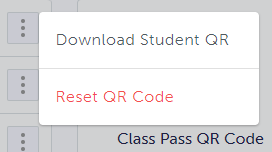 Download Student QR
Reset QR Code
Class Pass QR Code